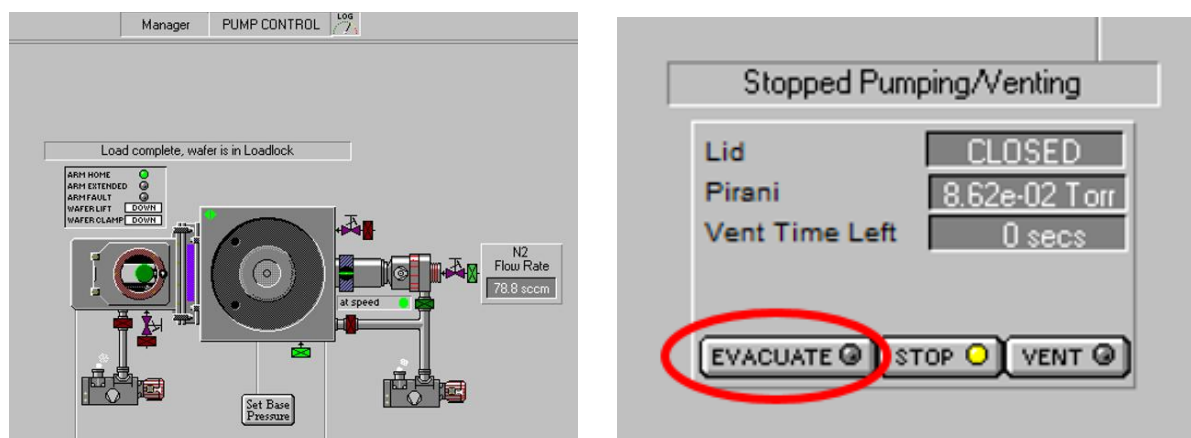 Manager
PUMP CONTROL
LOG
Load complete, wafer is in Loadlock
ARM HOME
ARM EXTENDED
ARM FAULT
WAFER LIFT DOWN
WAFER CLAMP DOWN
N2
Flow Rate
78.8 sccm
at speed
Set Base
Pressure
Stopped Pumping/Venting
Lid CLOSED
Pirani 8.62e-02 Torr
Vent Time Left 0 secs
EVACUATE STOP VENT